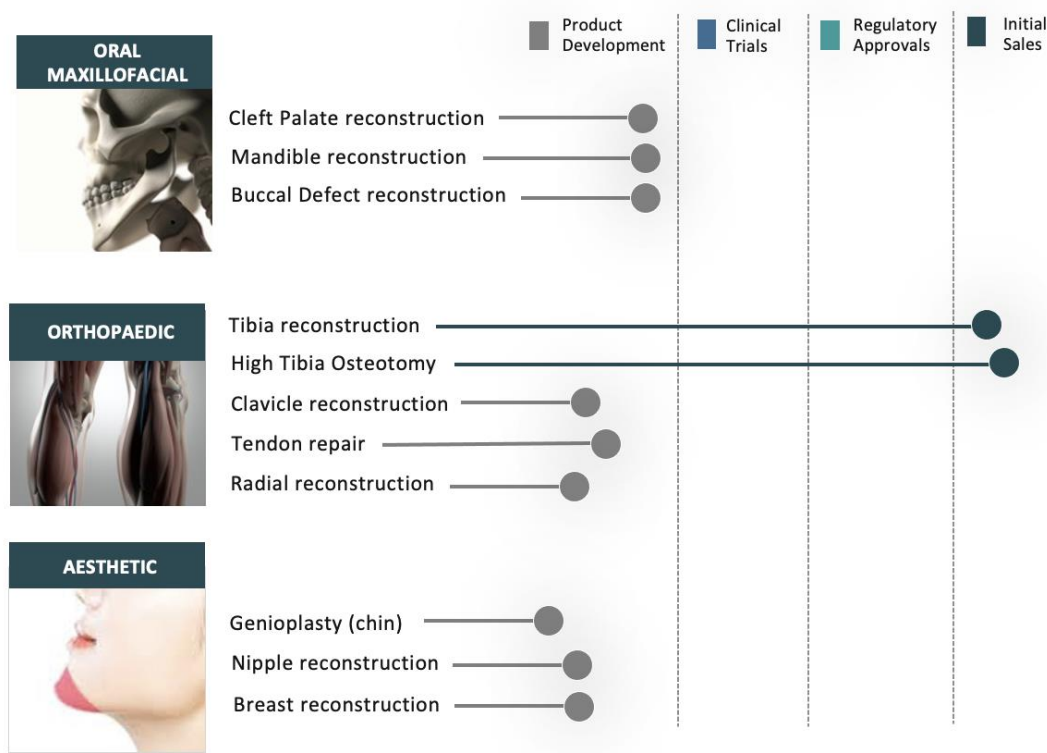 Product
Development
Clinical
Trials
Regulatory
Approvals
Initial
Sales
ORAL
MAXILLOFACIAL
Cleft Palate reconstruction
Mandible reconstruction
Buccal Defect reconstruction
ORTHOPAEDIC
Tibia reconstruction
High Tibia Osteotomy
Clavicle reconstruction
Tendon repair
Radial reconstruction
AESTHETIC
Genioplasty (chin)
Nipple reconstruction
Breast reconstruction